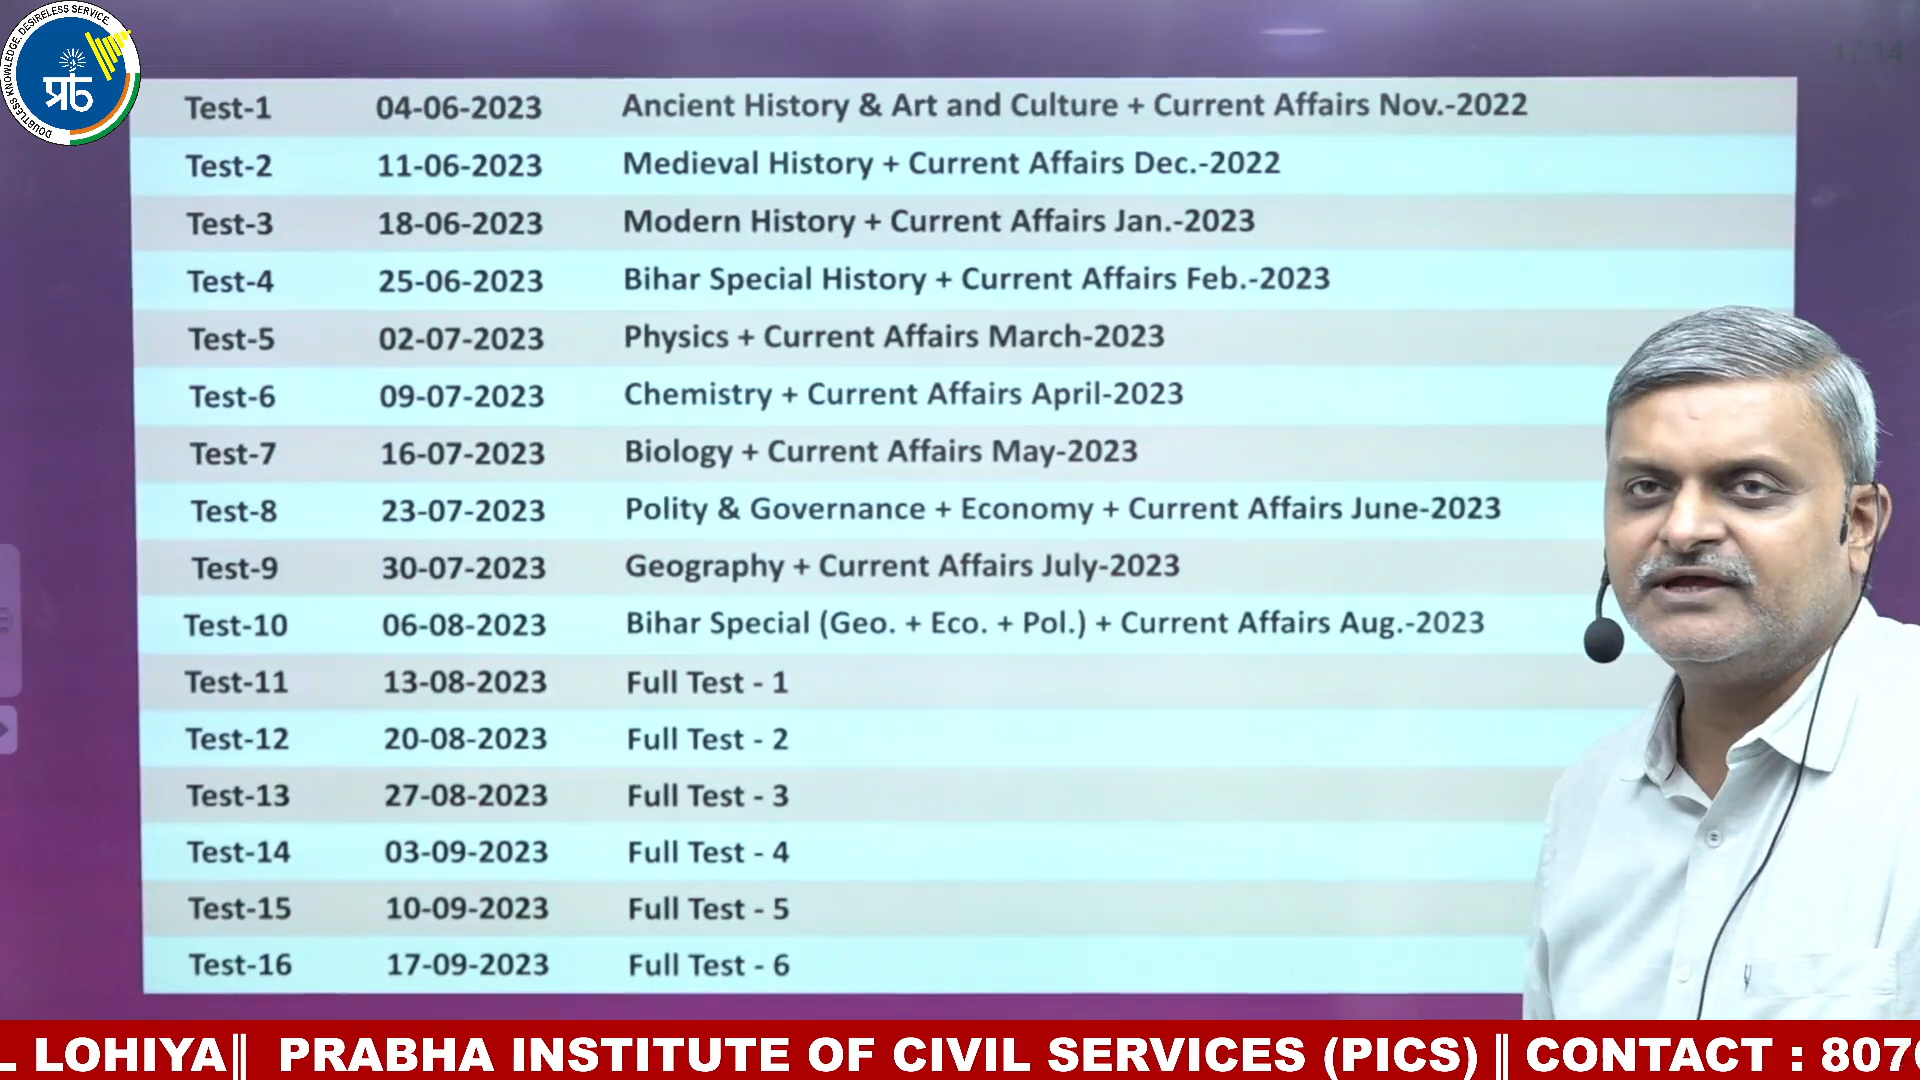 DOUBTLESS KNOWLEDGE, DESIRELESS SERVICE.
1/14
Test-1 04-06-2023 Ancient History & Art and Culture + Current Affairs Nov.-2022
Test-2 11-06-2023 Medieval History + Current Affairs Dec.-2022
Test-3 18-06-2023 Modern History + Current Affairs Jan.-2023
Test-4 25-06-2023 Bihar Special History + Current Affairs Feb.-2023
Test-5 02-07-2023 Physics + Current Affairs March-2023
Test-6 09-07-2023 Chemistry + Current Affairs April-2023
Test-7 16-07-2023 Biology + Current Affairs May-2023
Test-8 23-07-2023 Polity & Governance + Economy + Current Affairs June-2023
Test-9 30-07-2023 Geography + Current Affairs July-2023
Test-10 06-08-2023 Bihar Special (Geo. + Eco. + Pol.) + Current Affairs Aug.-2023
Test-11 13-08-2023 Full Test - 1
Test-12 20-08-2023 Full Test - 2
Test-13 27-08-2023 Full Test - 3
Test-14 03-09-2023 Full Test - 4
Test-15 10-09-2023 Full Test - 5
Test-16 17-09-2023 Full Test - 6
L LOHIYA|| PRABHA INSTITUTE OF CIVIL SERVICES (PICS) || CONTACT : 807